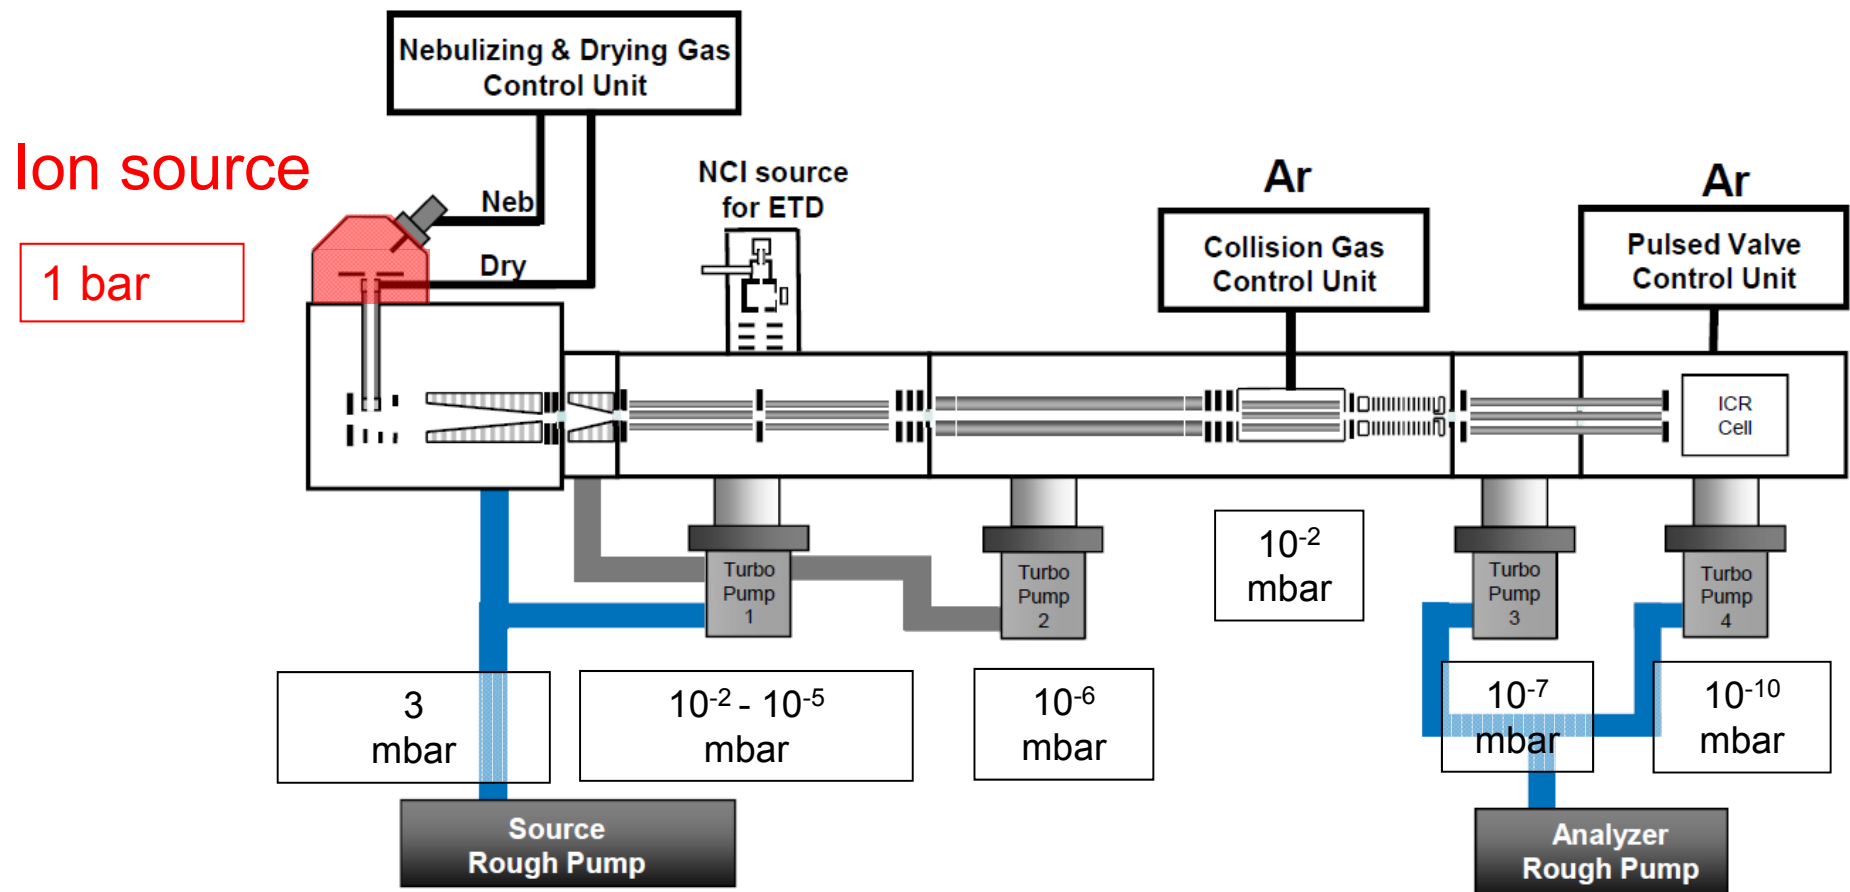 Nebulizing & Drying Gas
Control Unit
Ion source
1 bar
Neb
Dry
NCI source
for ETD
Ar
Collision Gas
Control Unit
Ar
Pulsed Valve
Control Unit
ICR
Cell
Turbo
Pump
1
Turbo
Pump
2
10⁻²
mbar
Turbo
Pump
3
Turbo
Pump
4
3
mbar
10⁻² - 10⁻⁵
mbar
10⁻⁶
mbar
10⁻⁷
mbar
10⁻¹⁰
mbar
Source
Rough Pump
Analyzer
Rough Pump